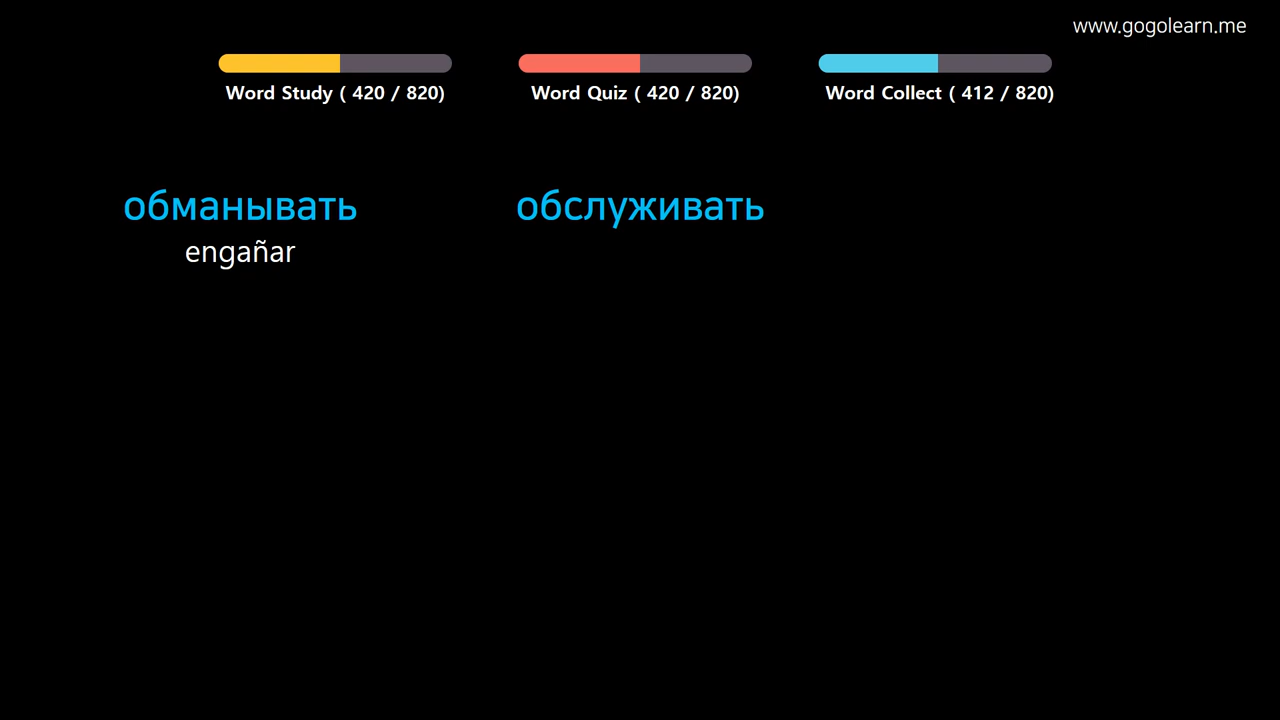 www.gogolearn.me
Word Study ( 420 / 820)
Word Quiz ( 420 / 820)
Word Collect ( 412 / 820)
обманывать
engañar
обслуживать